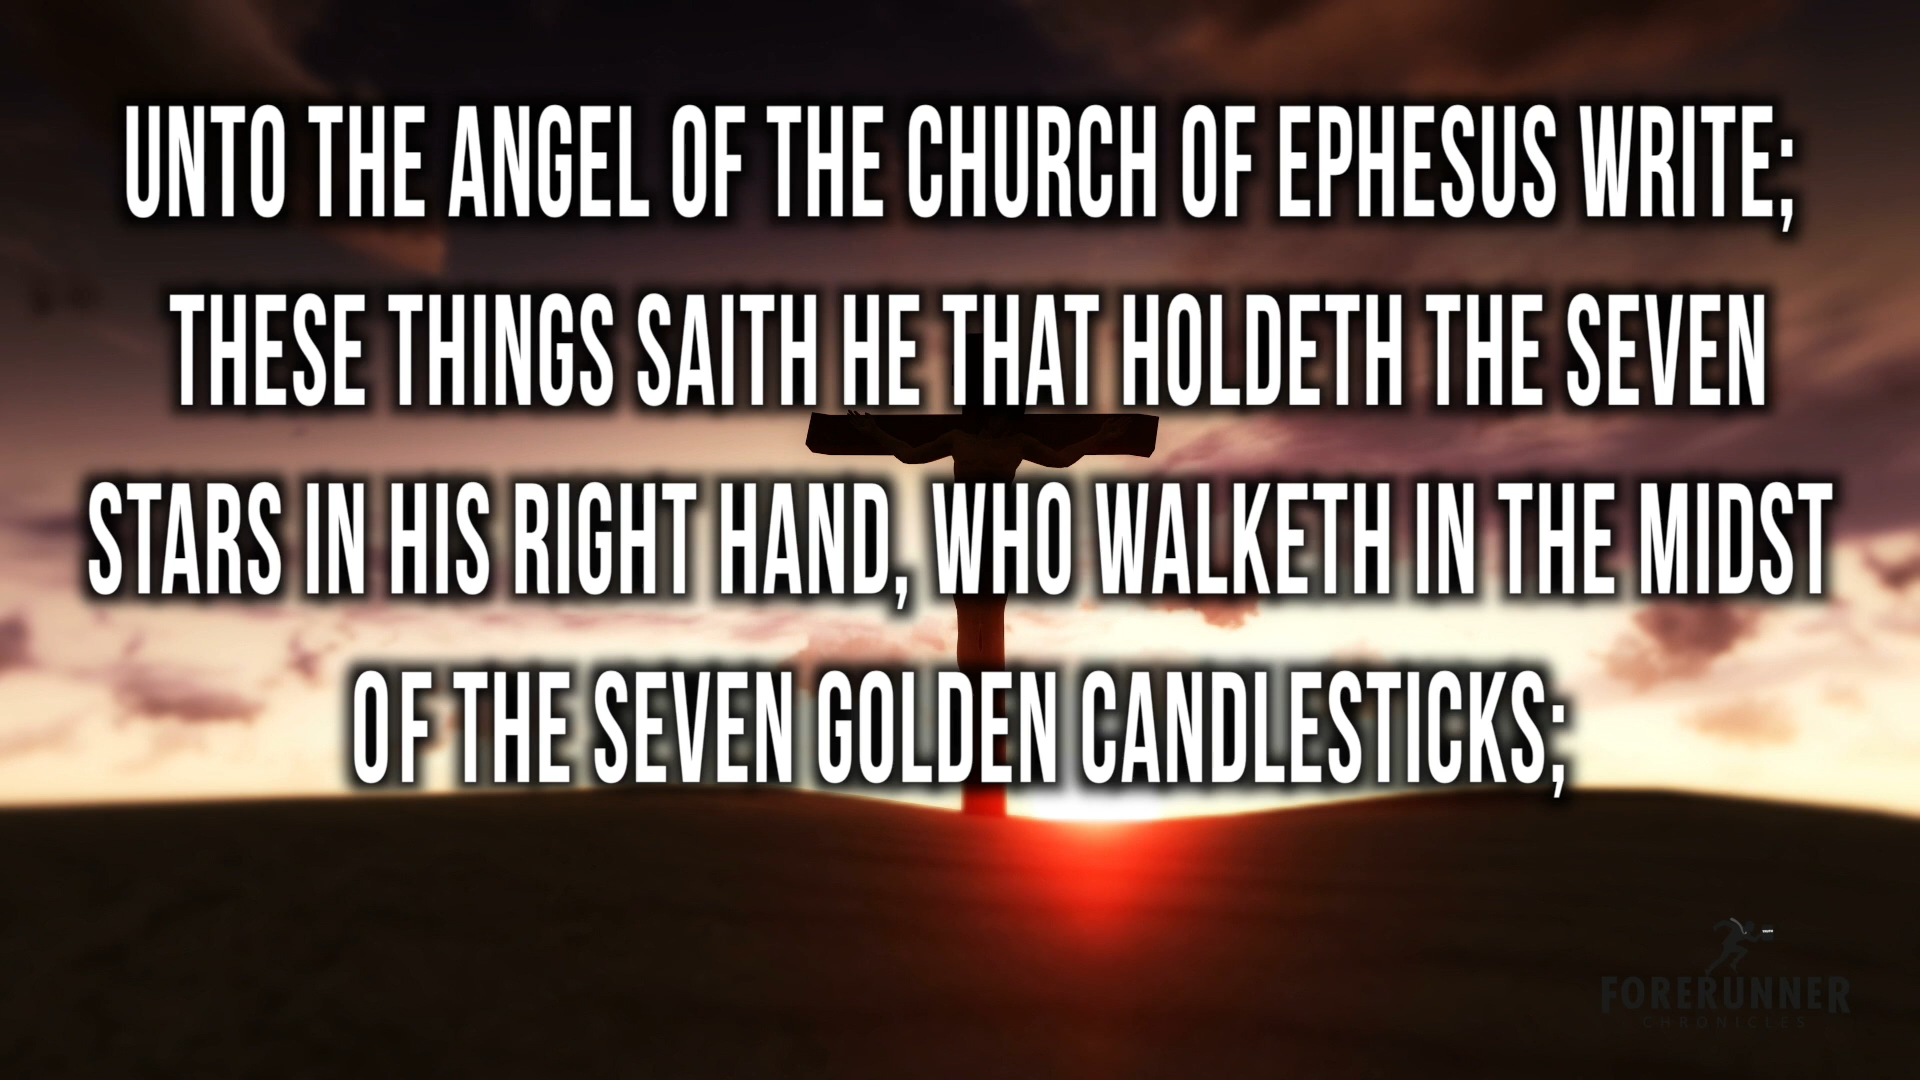 UNTO THE ANGEL OF THE CHURCH OF EPHESUS WRITE;
THESE THINGS SAITH HE THAT HOLDETH THE SEVEN
STARS IN HIS RIGHT HAND, WHO WALKETH IN THE MIDST
OF THE SEVEN GOLDEN CANDLESTICKS;
FORERUNNER
CHRONICLES